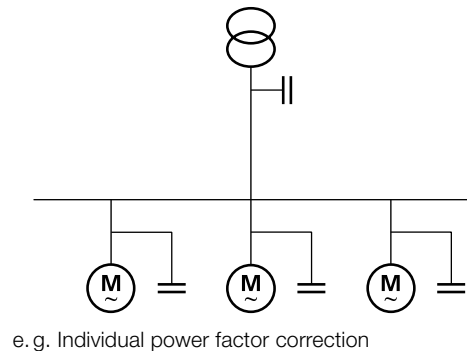 M M M
~ ~ ~
e. g. Individual power factor correction